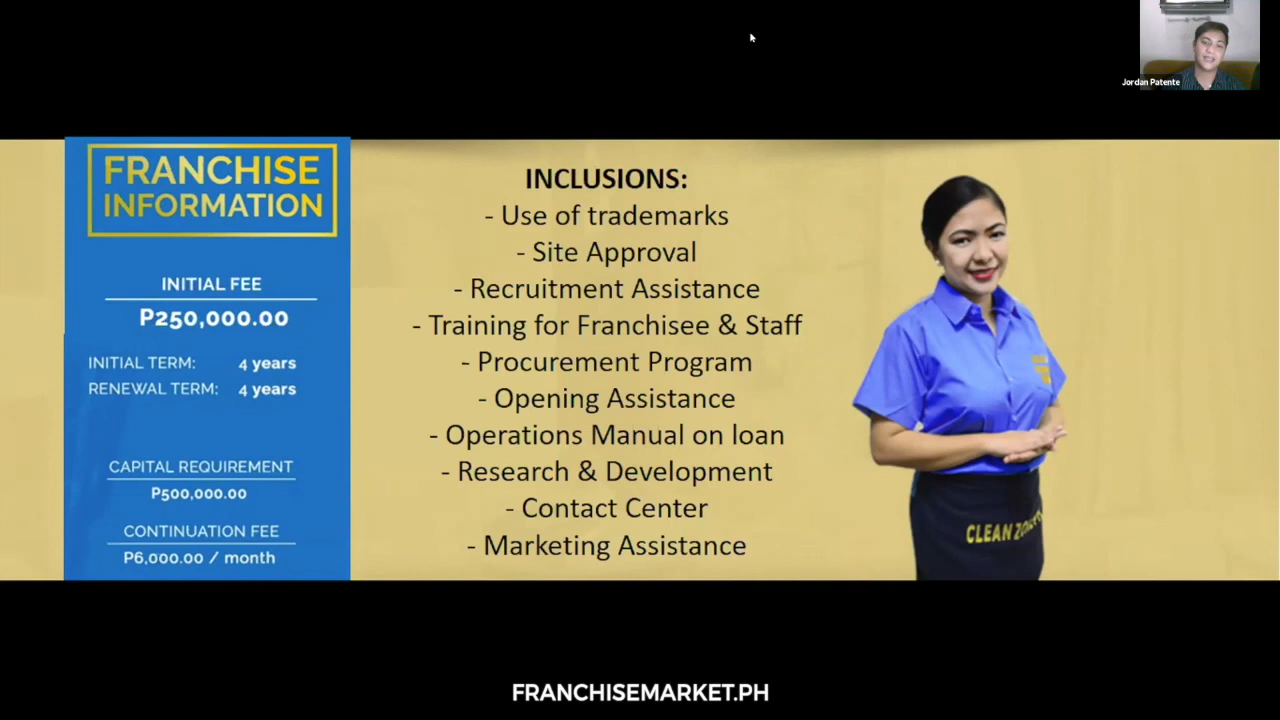 Jordan Patente
FRANCHISE
INFORMATION
INITIAL FEE
P250,000.00
INITIAL TERM: 4 years
RENEWAL TERM: 4 years
CAPITAL REQUIREMENT
P500,000.00
CONTINUATION FEE
P6,000.00 / month
INCLUSIONS:
- Use of trademarks
- Site Approval
- Recruitment Assistance
- Training for Franchisee & Staff
- Procurement Program
- Opening Assistance
- Operations Manual on loan
- Research & Development
- Contact Center
- Marketing Assistance
CLEAN
FRANCHISEMARKET.PH